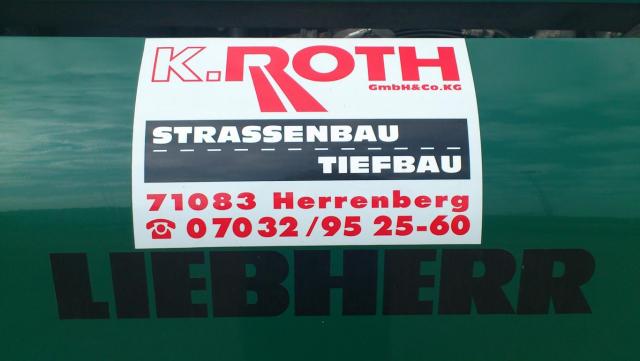 K.ROTH
GmbH&Co.KG
STRASSENBAU
TIEFBAU
71083 Herrenberg
☎ 07032/95 25-60
LIEBHERR